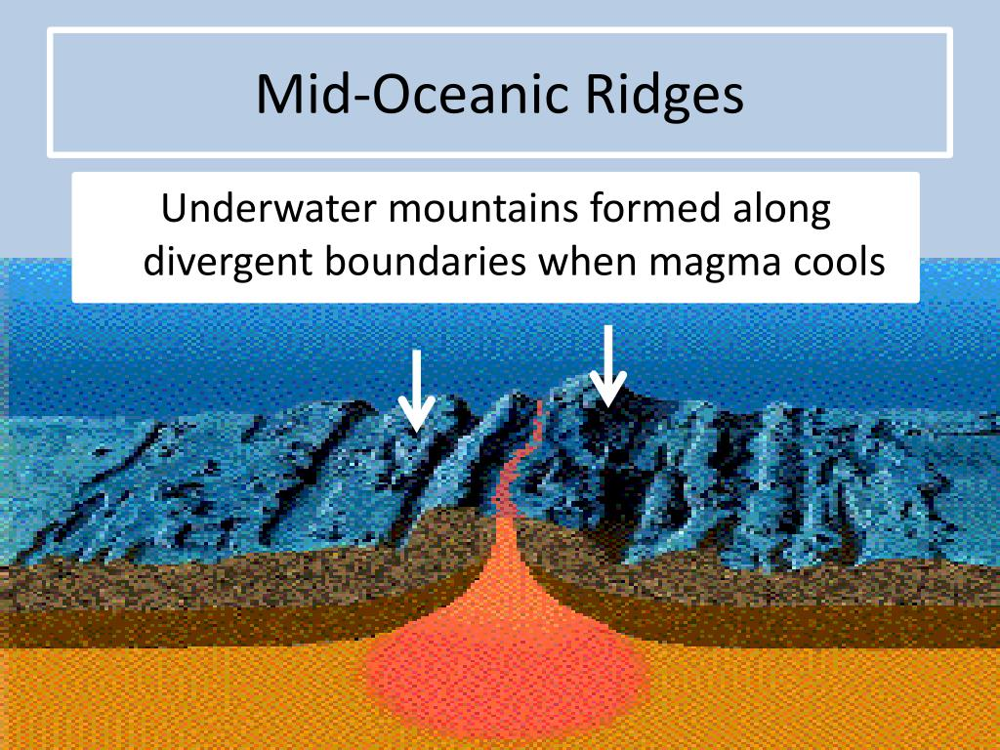 Mid-Oceanic Ridges
Underwater mountains formed along
divergent boundaries when magma cools